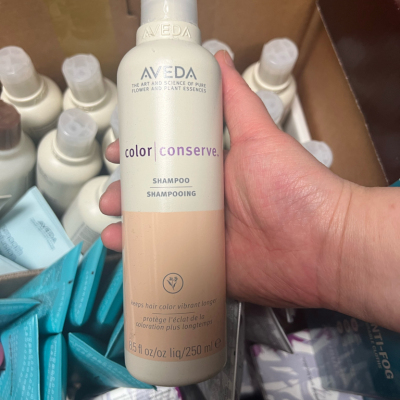 AVEDA
THE ART AND SCIENCE OF PURE
FLOWER AND PLANT ESSENCES
color|conserve.
SHAMPOO
SHAMPOOING
keeps hair color vibrant longer
protège l'éclat de la
coloration plus longtemps
8.5 fl oz/oz liq/250 ml e